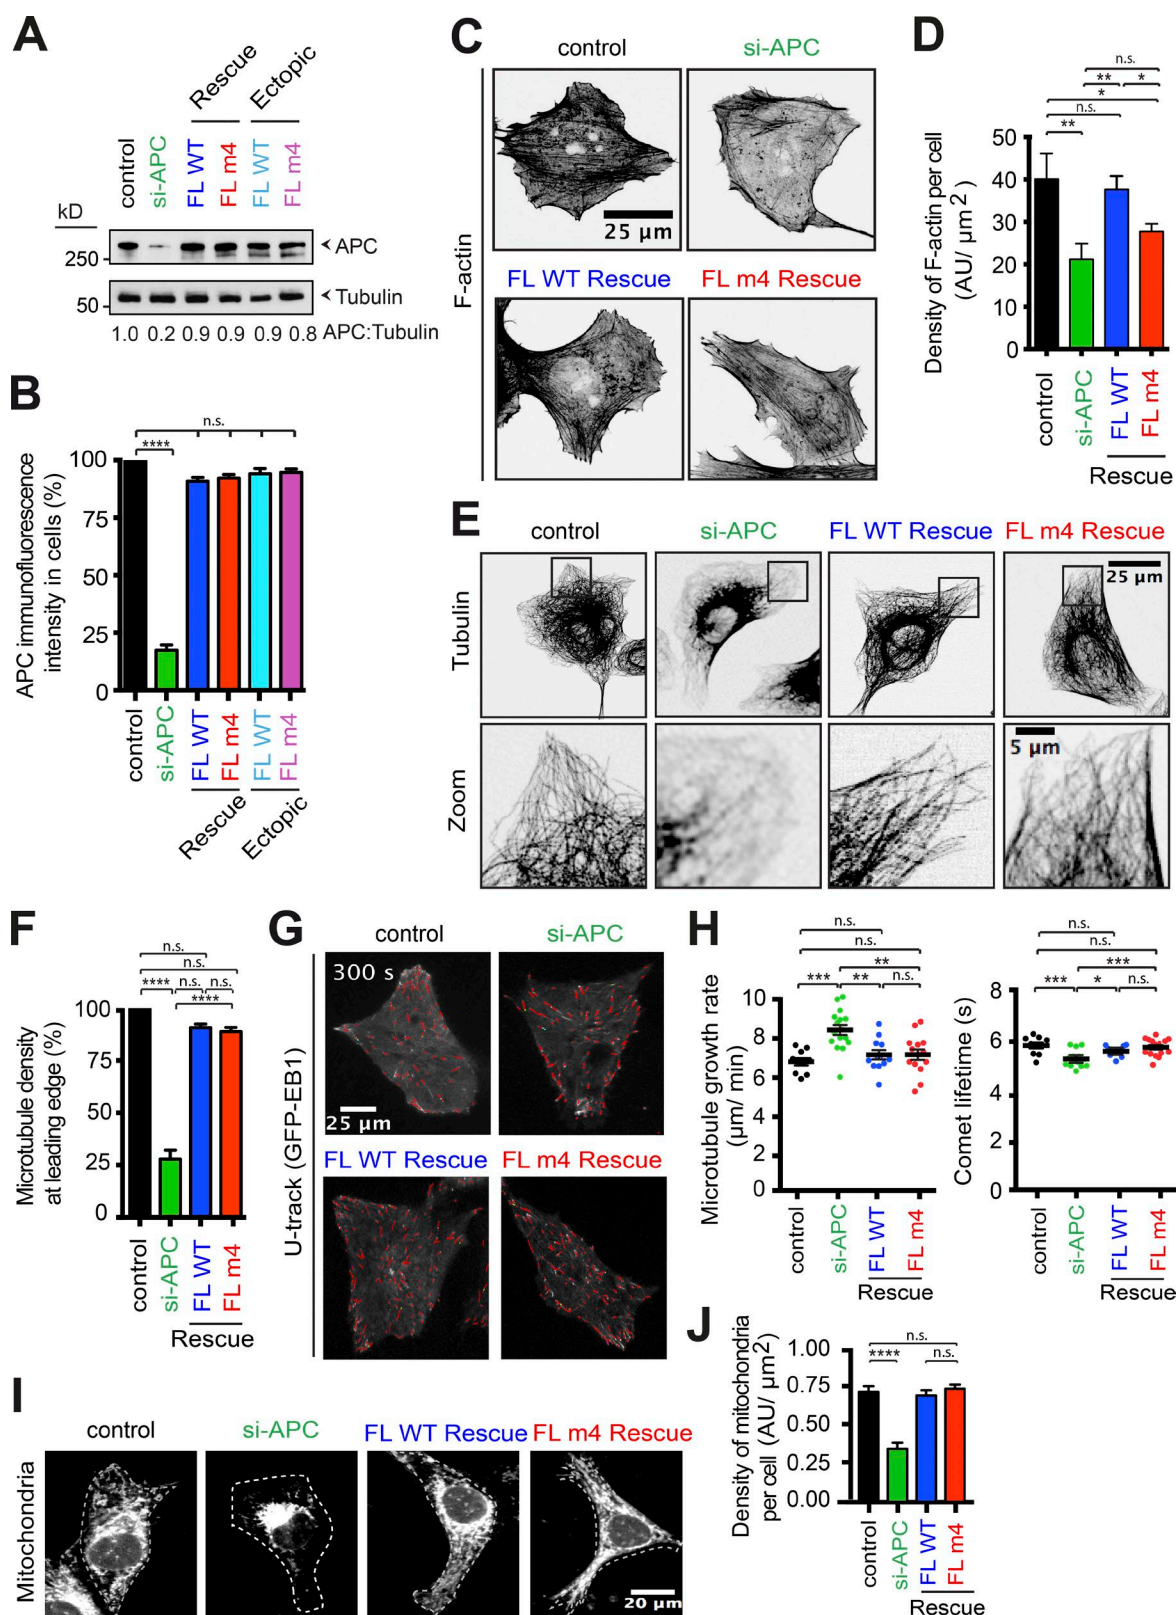 A
Rescue
Ectopic
control
si-APC
FL WT
FL m4
FL WT
FL m4
kD
250
APC
50
Tubulin
1.0 0.2 0.9 0.9 0.9 0.8 APC:Tubulin
B
n.s.
****
100
75
50
25
0
APC immunofluorescence
intensity in cells (%)
control
si-APC
FL WT
FL m4
FL WT
FL m4
Rescue
Ectopic
C
control
si-APC
25 µm
FL WT Rescue
FL m4 Rescue
F-actin
D
n.s.
**
*
*
n.s.
**
50
40
30
20
10
0
Density of F-actin per cell
(AU/ µm2)
control
si-APC
FL WT
FL m4
Rescue
E
control
si-APC
FL WT Rescue
FL m4 Rescue
25 µm
Tubulin
5 µm
Zoom
F
n.s.
n.s.
**** n.s. n.s.
****
100
75
50
25
0
Microtubule density
at leading edge (%)
control
si-APC
FL WT
FL m4
Rescue
G
control
si-APC
300 s
25 µm
FL WT Rescue
FL m4 Rescue
U-track (GFP-EB1)
H
n.s.
n.s.
**
*** ** n.s.
10
8
6
4
2
0
Microtubule growth rate
(µm/ min)
control
si-APC
FL WT
FL m4
Rescue
n.s.
n.s.
***
*** * n.s.
8
6
4
2
0
Comet lifetime (s)
control
si-APC
FL WT
FL m4
Rescue
I
control
si-APC
FL WT Rescue
FL m4 Rescue
Mitochondria
20 µm
J
n.s.
**** n.s.
1.00
0.75
0.50
0.25
0.00
Density of mitochondria
per cell (AU/ µm2)
control
si-APC
FL WT
FL m4
Rescue